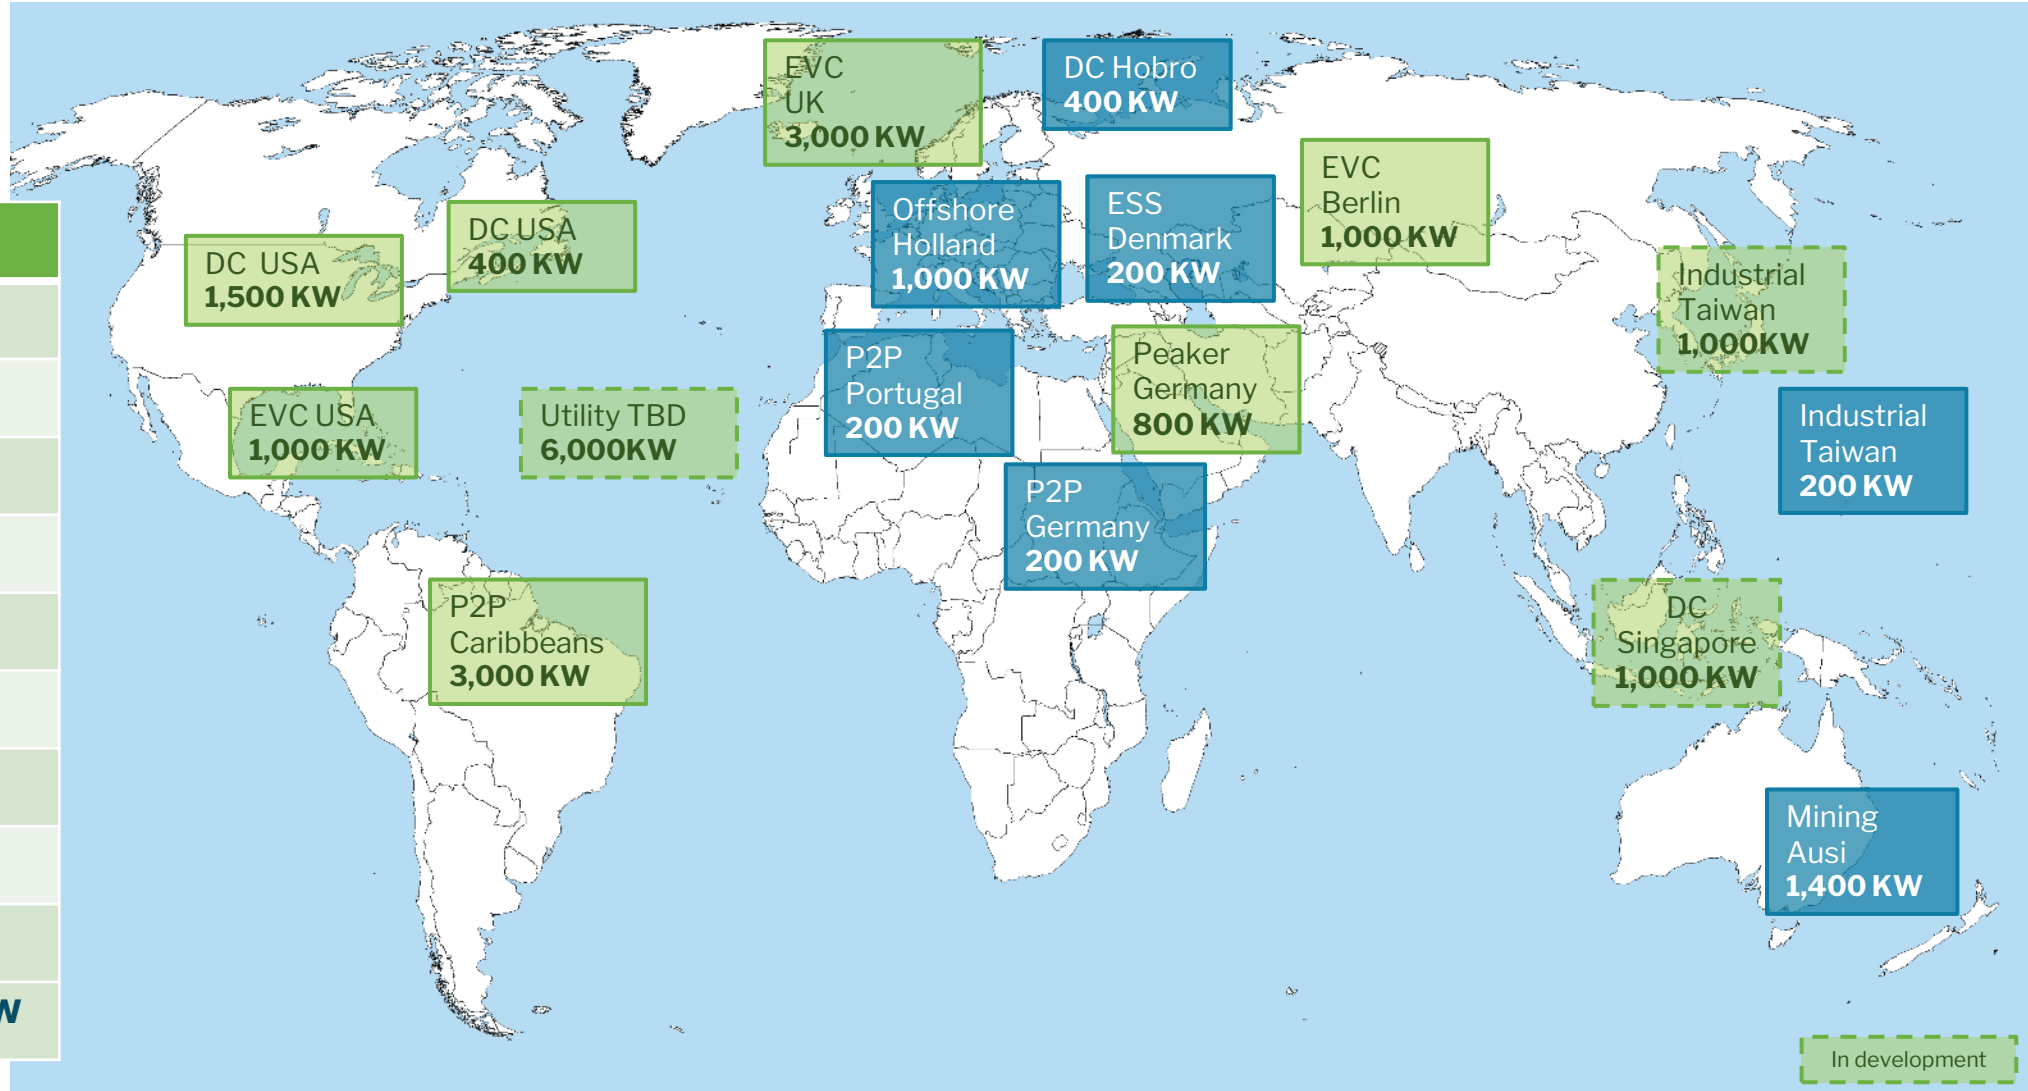 EVC
UK
3,000 KW
DC Hobro
400 KW
EVC
Berlin
1,000 KW
Offshore
Holland
1,000 KW
ESS
Denmark
200 KW
DC USA
400 KW
DC  USA
1,500 KW
Industrial
Taiwan
1,000KW
P2P
Portugal
200 KW
Peaker
Germany
800 KW
EVC USA
1,000 KW
Utility TBD
6,000KW
Industrial
Taiwan
200 KW
P2P
Germany
200 KW
P2P
Caribbeans
3,000 KW
DC
Singapore
1,000 KW
Mining
Ausi
1,400 KW
In development